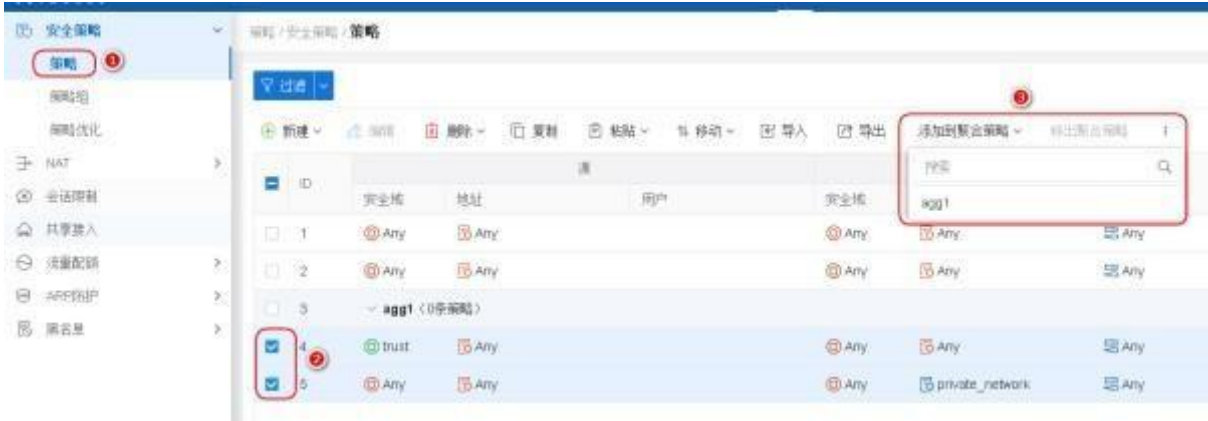 安全策略
策略 / 安全策略 / 策略
策略 1
策略组
过滤
3
策略优化
新建 编辑 删除 复制 粘贴 移动 导入 导出 添加到聚合策略 移出聚合策略
NAT
ID 源
搜索
会话限制
安全域 地址 用户 安全域
agg1
共享接入
1 Any Any Any Any Any
流量配额
2 Any Any Any Any Any
ARP防护
3 agg1（0条策略）
黑名单
4 trust Any Any Any Any
2
5 Any Any Any private_network Any